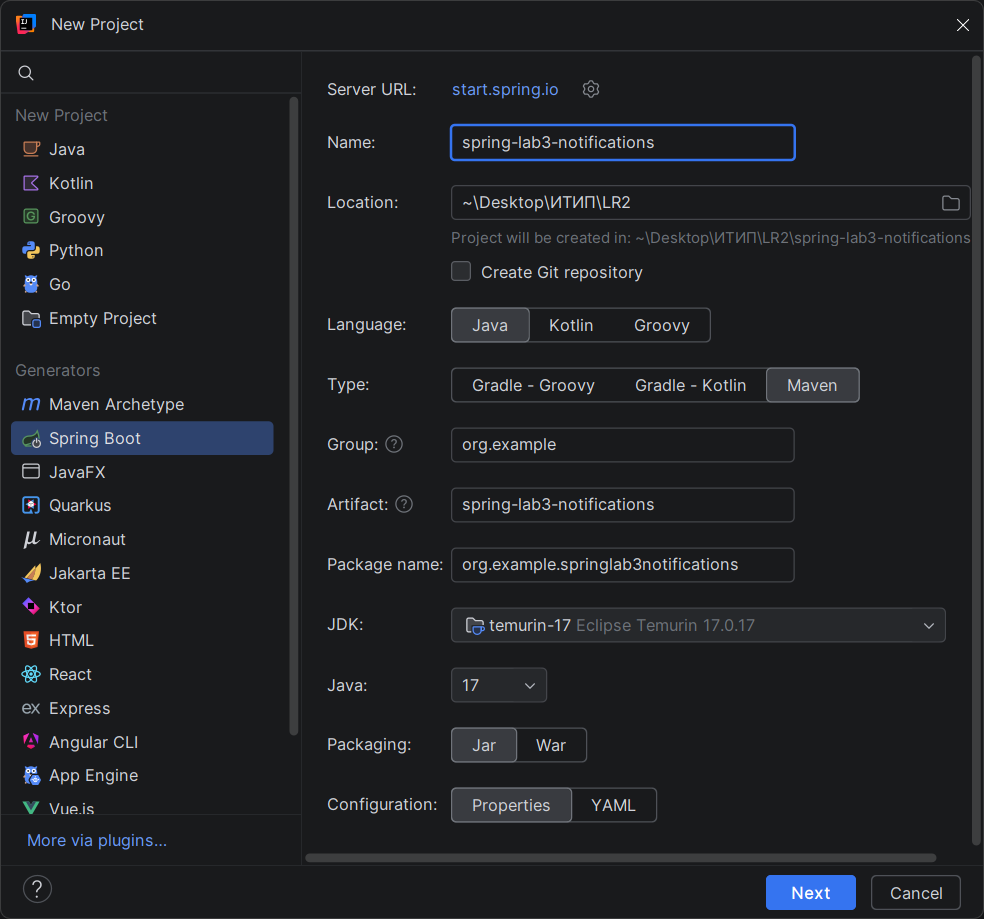 New Project
New Project
Java
Kotlin
Groovy
Python
Go
Empty Project
Generators
Maven Archetype
Spring Boot
JavaFX
Quarkus
Micronaut
Jakarta EE
Ktor
HTML
React
Express
Angular CLI
App Engine
Vue.js
More via plugins...
?
Server URL: start.spring.io
Name: spring-lab3-notifications
Location: ~\Desktop\ИТИП\LR2
Project will be created in: ~\Desktop\ИТИП\LR2\spring-lab3-notifications
Create Git repository
Language: Java Kotlin Groovy
Type: Gradle - Groovy Gradle - Kotlin Maven
Group: ? org.example
Artifact: ? spring-lab3-notifications
Package name: org.example.springlab3notifications
JDK: temurin-17 Eclipse Temurin 17.0.17
Java: 17
Packaging: Jar War
Configuration: Properties YAML
Next Cancel